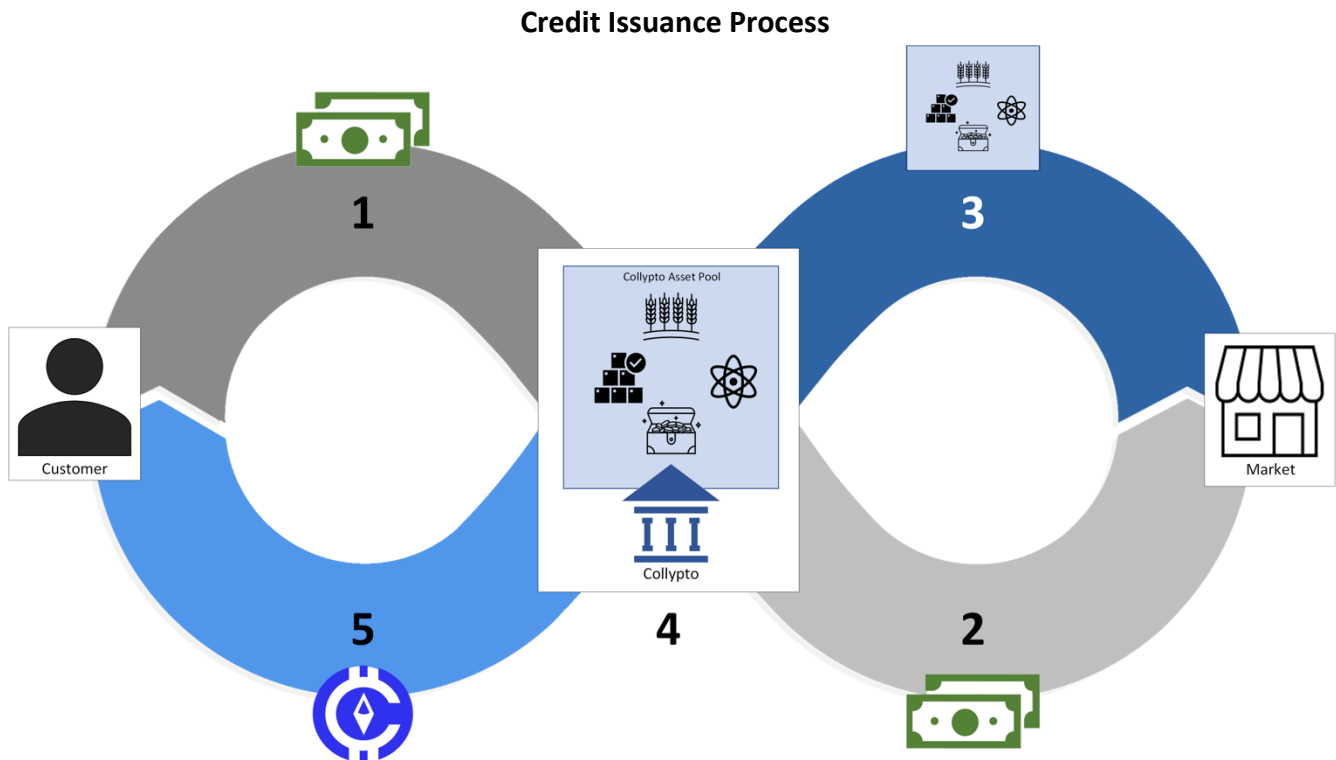 Credit Issuance Process
1
3
Collypto Asset Pool
Customer
Market
Collypto
5
4
2